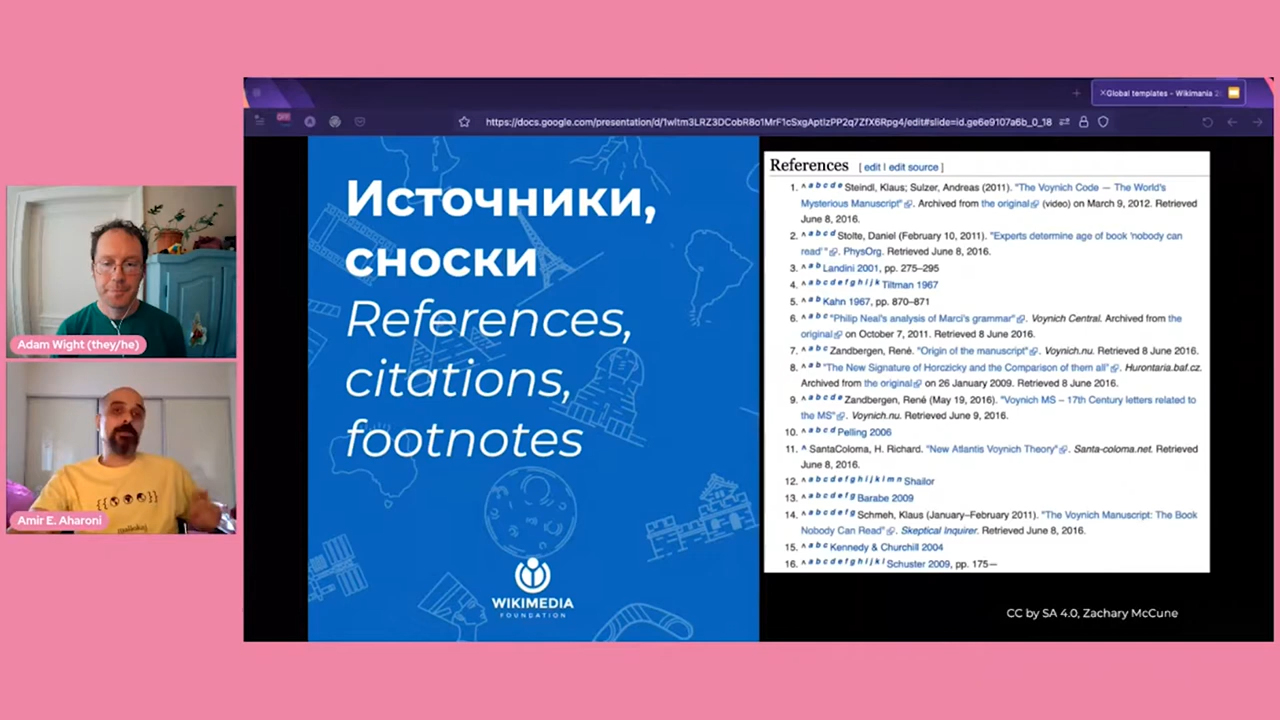 Global templates - Wikimania 2
https://docs.google.com/presentation/d/1wltm3LRZ3DCobR8o1MrF1cSxgAptlzPP2q7ZfX6Rpg4/edit#slide=id.ge6e9107a6b_0_18
Adam Wight (they/he)
Amir E. Aharoni
Источники,
сноски
References,
citations,
footnotes
WIKIMEDIA
FOUNDATION
References [ edit | edit source ]
1. ^ a b c d e Steindl, Klaus; Sulzer, Andreas (2011). "The Voynich Code — The World's
Mysterious Manuscript". Archived from the original (video) on March 9, 2012. Retrieved
June 8, 2016.
2. ^ a b c d Stolte, Daniel (February 10, 2011). "Experts determine age of book 'nobody can
read'". PhysOrg. Retrieved June 8, 2016.
3. ^ a b Landini 2001, pp. 275–295
4. ^ a b c d e f g h i j k Tiltman 1967
5. ^ a b Kahn 1967, pp. 870–871
6. ^ a b c "Philip Neal's analysis of Marci's grammar". Voynich Central. Archived from the
original on October 7, 2011. Retrieved 8 June 2016.
7. ^ a b c Zandbergen, René. "Origin of the manuscript". Voynich.nu. Retrieved 8 June 2016.
8. ^ a b "The New Signature of Horczicky and the Comparison of them all". Hurontaria.baf.cz.
Archived from the original on 26 January 2009. Retrieved 8 June 2016.
9. ^ a b c d e Zandbergen, René (May 19, 2016). "Voynich MS – 17th Century letters related to
the MS". Voynich.nu. Retrieved June 9, 2016.
10. ^ a b c d Pelling 2006
11. ^ SantaColoma, H. Richard. "New Atlantis Voynich Theory". Santa-coloma.net. Retrieved
June 8, 2016.
12. ^ a b c d e f g h i j k l m n Shailor
13. ^ a b c d e f g Barabe 2009
14. ^ a b c d e f g Schmeh, Klaus (January–February 2011). "The Voynich Manuscript: The Book
Nobody Can Read". Skeptical Inquirer. Retrieved June 8, 2016.
15. ^ a b c Kennedy & Churchill 2004
16. ^ a b c d e f g h i j k l Schuster 2009, pp. 175—
CC by SA 4.0, Zachary McCune